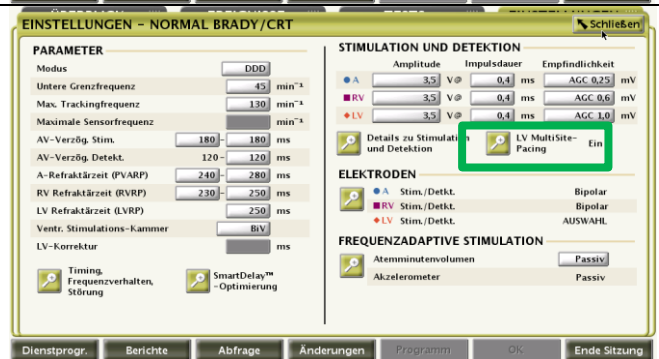 EINSTELLUNGEN - NORMAL BRADY/CRT
Schließen
PARAMETER
Modus DDD
Untere Grenzfrequenz 45 min⁻¹
Max. Trackingfrequenz 130 min⁻¹
Maximale Sensorfrequenz min⁻¹
AV-Verzög. Stim. 180 - 180 ms
AV-Verzög. Detekt. 120 - 120 ms
A-Refraktärzeit (PVARP) 240 - 280 ms
RV Refraktärzeit (RVRP) 230 - 250 ms
LV Refraktärzeit (LVRP) 250 ms
Ventr. Stimulations-Kammer BiV
LV-Korrektur ms
Timing,
Frequenzverhalten,
Störung
SmartDelay™
-Optimierung
STIMULATION UND DETEKTION
Amplitude Impulsdauer Empfindlichkeit
A 3,5 V@ 0,4 ms AGC 0,25 mV
RV 3,5 V@ 0,4 ms AGC 0,6 mV
LV 3,5 V@ 0,4 ms AGC 1,0 mV
Details zu Stimulation
und Detektion
LV MultiSite-
Pacing
Ein
ELEKTRODEN
A Stim./Detkt. Bipolar
RV Stim./Detkt. Bipolar
LV Stim./Detkt. AUSWAHL
FREQUENZADAPTIVE STIMULATION
Atemminutenvolumen Passiv
Akzelerometer Passiv
Dienstprogr. Berichte Abfrage Änderungen Programm OK Ende Sitzung